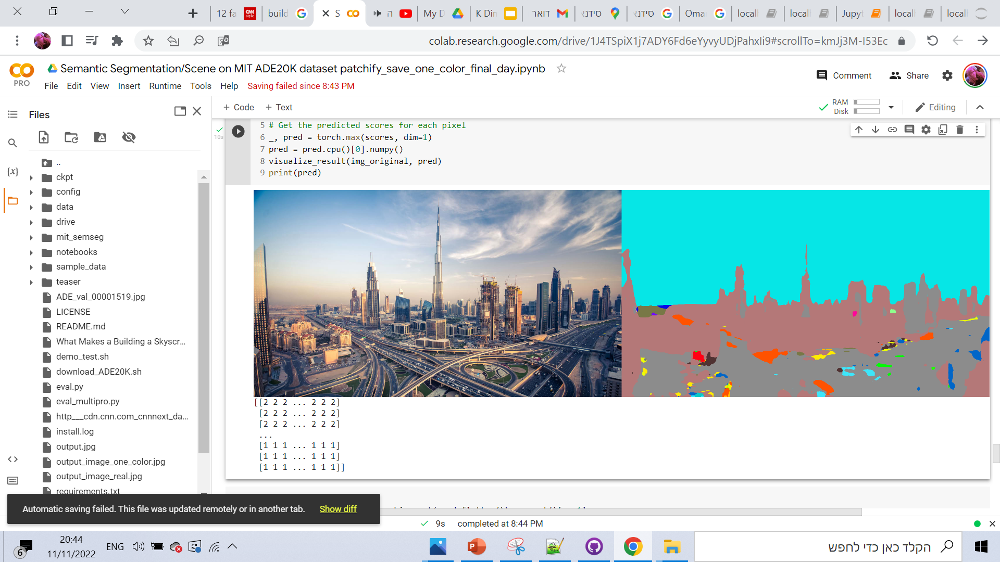 12 fa
CNN style
build
S
ה
My D
K Din
דואר
סידנ
סידנ
Oma
local
local
Jupyt
local
local
colab.research.google.com/drive/1J4TSpiX1j7ADY6Fd6eYyvyUDjPahxIi9#scrollTo=kmJj3M-I53Ec
Semantic Segmentation/Scene on MIT ADE20K dataset patchify_save_one_color_final_day.ipynb
PRO
File Edit View Insert Runtime Tools Help Saving failed since 8:43 PM
Comment
Share
+ Code + Text
RAM
Disk
Editing
Files
{x}
..
ckpt
config
data
drive
mit_semseg
notebooks
sample_data
teaser
ADE_val_00001519.jpg
LICENSE
README.md
What Makes a Building a Skyscr...
demo_test.sh
download_ADE20K.sh
eval.py
eval_multipro.py
http___cdn.cnn.com_cnnnext_da...
install.log
output.jpg
output_image_one_color.jpg
output_image_real.jpg
requirements.txt
10s
5 # Get the predicted scores for each pixel
6 _, pred = torch.max(scores, dim=1)
7 pred = pred.cpu()[0].numpy()
8 visualize_result(img_original, pred)
9 print(pred)
[[2 2 2 ... 2 2 2]
[2 2 2 ... 2 2 2]
[2 2 2 ... 2 2 2]
...
[1 1 1 ... 1 1 1]
[1 1 1 ... 1 1 1]
[1 1 1 ... 1 1 1]]
Automatic saving failed. This file was updated remotely or in another tab. Show diff
9s completed at 8:44 PM
6
20:44
11/11/2022
ENG
הקלד כאן כדי לחפש